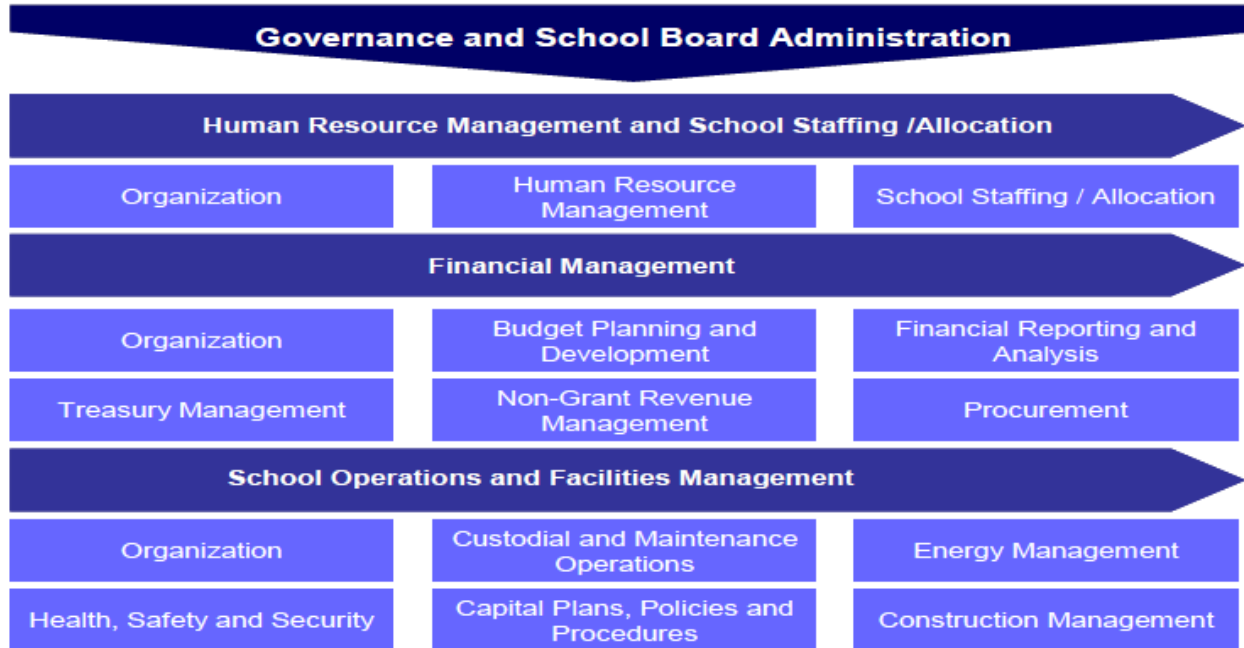 Governance and School Board Administration
Human Resource Management and School Staffing /Allocation
Organization
Human Resource
Management
School Staffing / Allocation
Financial Management
Organization
Budget Planning and
Development
Financial Reporting and
Analysis
Treasury Management
Non-Grant Revenue
Management
Procurement
School Operations and Facilities Management
Organization
Custodial and Maintenance
Operations
Energy Management
Health, Safety and Security
Capital Plans, Policies and
Procedures
Construction Management